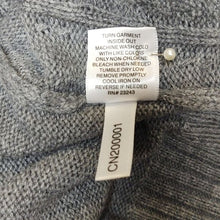 TURN GARMENT
INSIDE OUT
MACHINE WASH COLD
WITH LIKE COLORS
ONLY NON-CHLORINE
BLEACH WHEN NEEDED
TUMBLE DRY LOW
REMOVE PROMPTLY
COOL IRON ON
REVERSE IF NEEDED
RN# 23243
CN200001